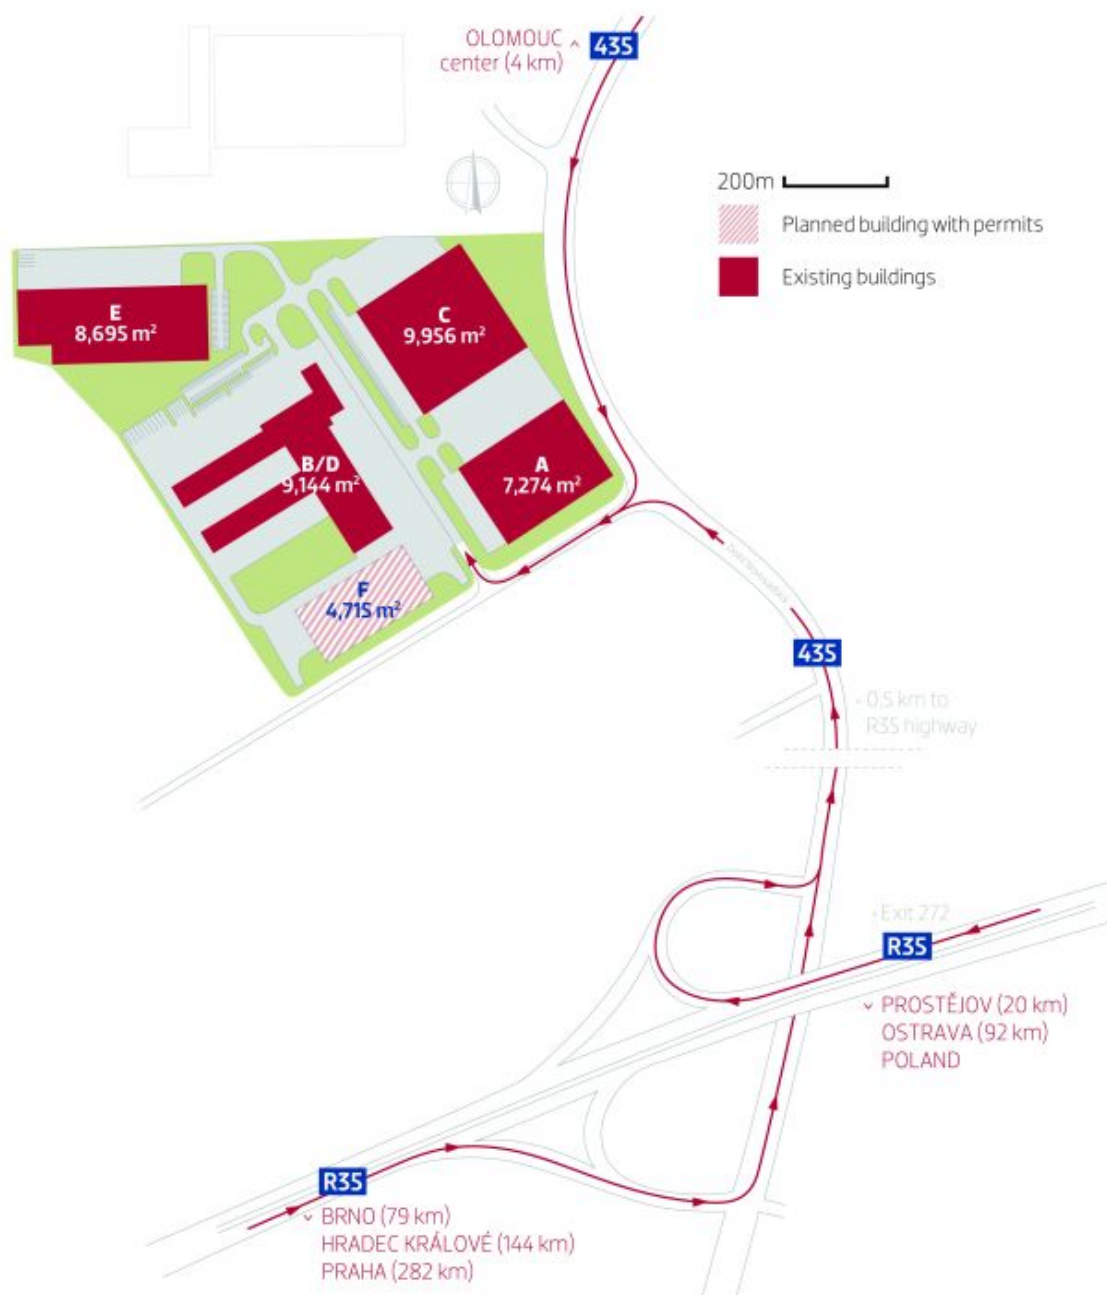 OLOMOUC
center (4 km)
435
200m
Planned building with permits
Existing buildings
E
8,695 m²
C
9,956 m²
B/D
9,144 m²
A
7,274 m²
F
4,715 m²
435
0,5 km to
R35 highway
Exit 272
R35
PROSTĚJOV (20 km)
OSTRAVA (92 km)
POLAND
R35
BRNO (79 km)
HRADEC KRÁLOVÉ (144 km)
PRAHA (282 km)